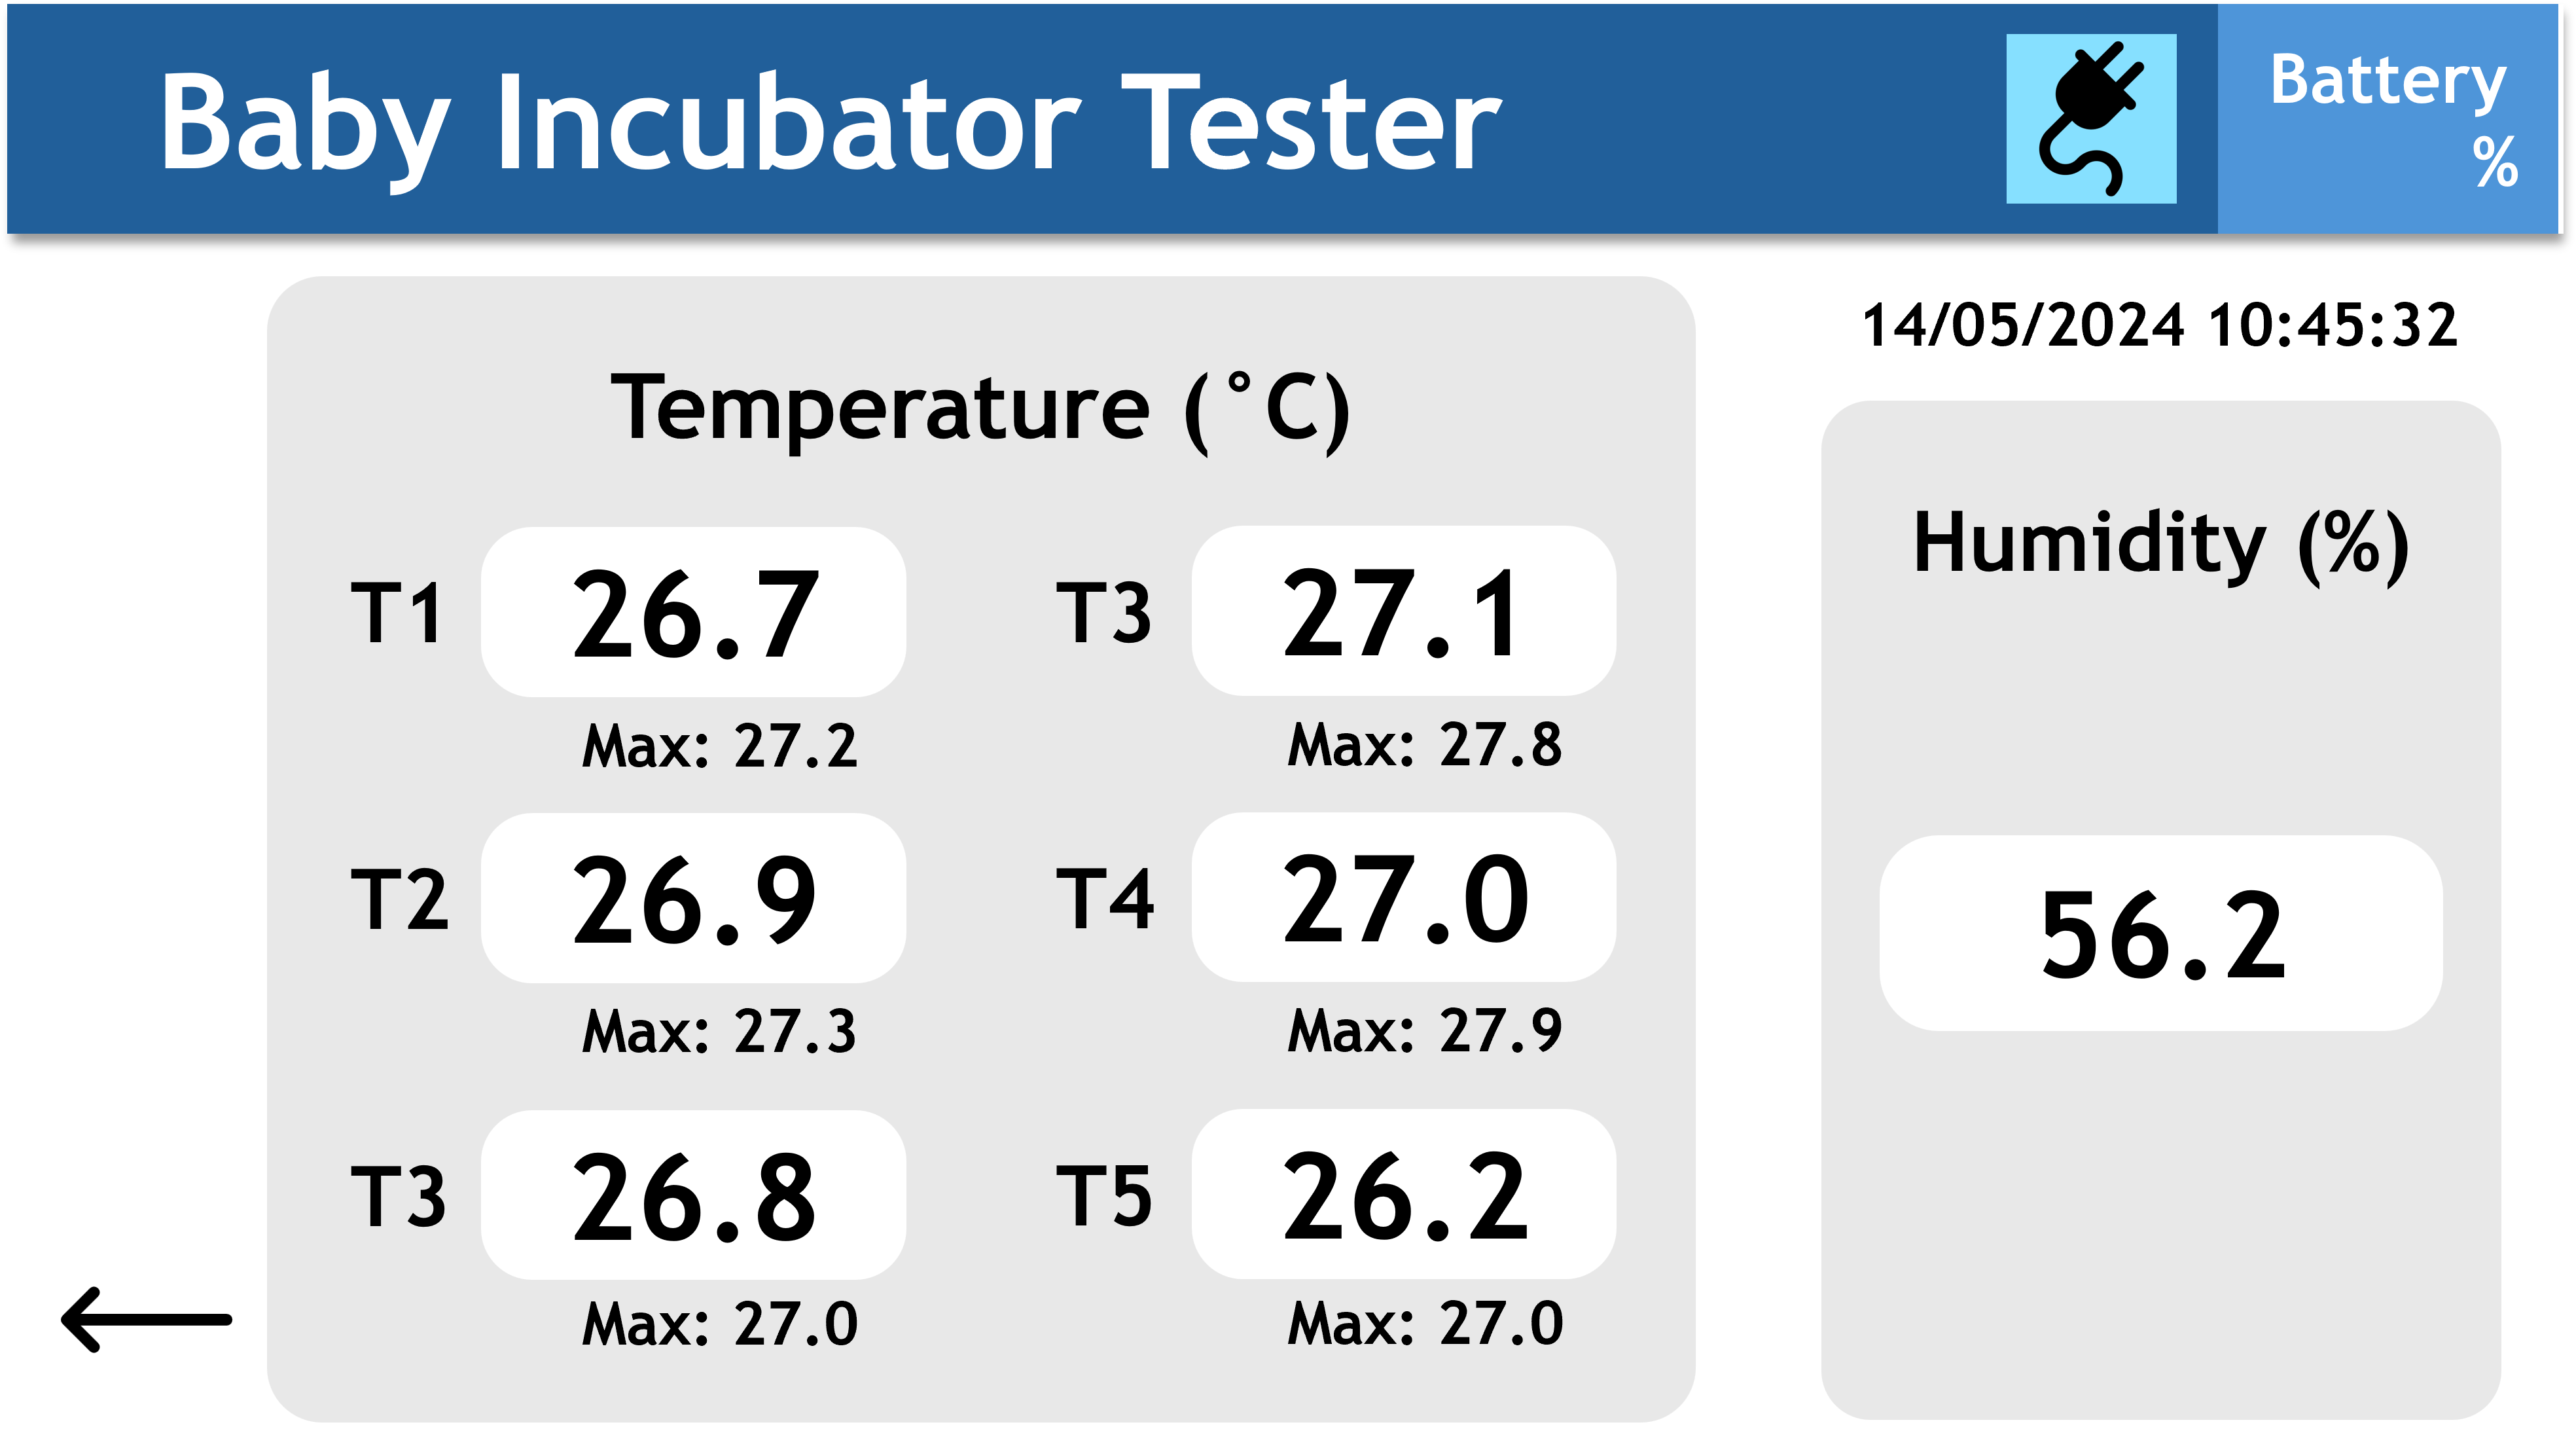 Baby Incubator Tester
Battery
%
14/05/2024 10:45:32
Temperature (°C)
T1 26.7
Max: 27.2
T2 26.9
Max: 27.3
T3 26.8
Max: 27.0
T3 27.1
Max: 27.8
T4 27.0
Max: 27.9
T5 26.2
Max: 27.0
Humidity (%)
56.2